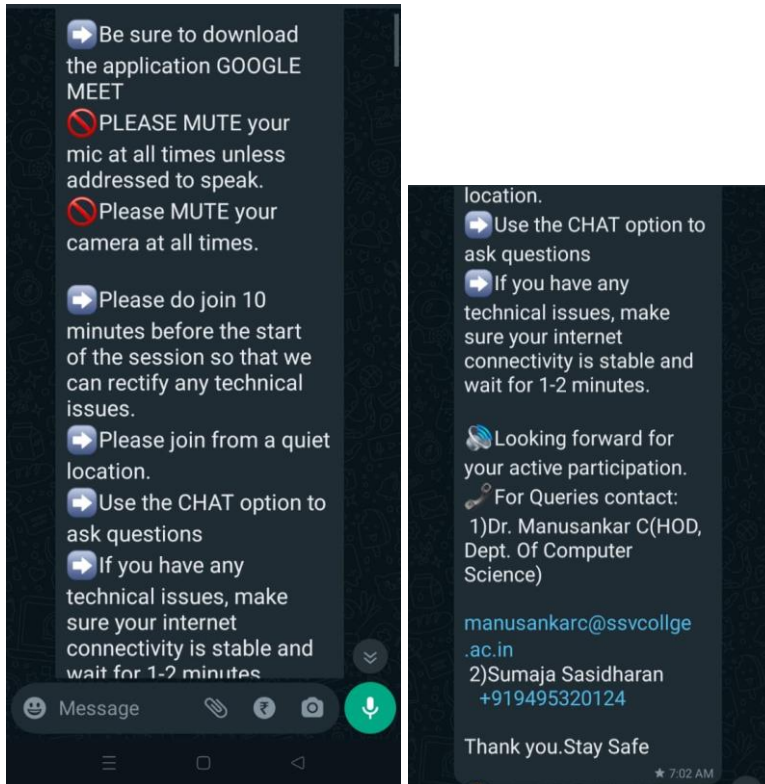 ➡️Be sure to download
the application GOOGLE
MEET
🚫PLEASE MUTE your
mic at all times unless
addressed to speak.
🚫Please MUTE your
camera at all times.
➡️Please do join 10
minutes before the start
of the session so that we
can rectify any technical
issues.
➡️Please join from a quiet
location.
➡️Use the CHAT option to
ask questions
➡️If you have any
technical issues, make
sure your internet
connectivity is stable and
wait for 1-2 minutes
Message
location.
➡️Use the CHAT option to
ask questions
➡️If you have any
technical issues, make
sure your internet
connectivity is stable and
wait for 1-2 minutes.
🔊Looking forward for
your active participation.
📞For Queries contact:
1)Dr. Manusankar C(HOD,
Dept. Of Computer
Science)
manusankarc@ssvcollge
.ac.in
2)Sumaja Sasidharan
+919495320124
Thank you.Stay Safe
★ 7:02 AM